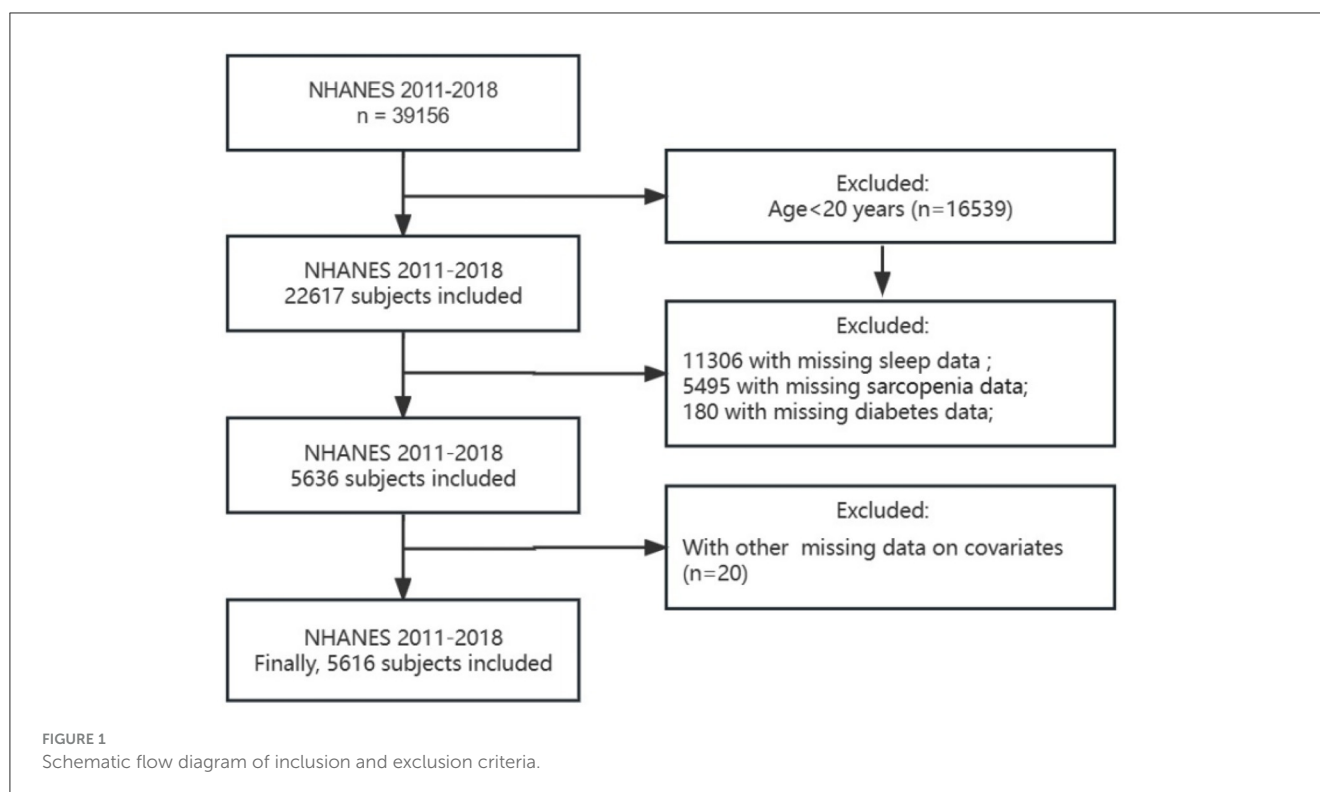 NHANES 2011-2018
n = 39156
Excluded:
Age<20 years (n=16539)
NHANES 2011-2018
22617 subjects included
Excluded:
11306 with missing sleep data ;
5495 with missing sarcopenia data;
180 with missing diabetes data;
NHANES 2011-2018
5636 subjects included
Excluded:
With other missing data on covariates
(n=20)
NHANES 2011-2018
Finally, 5616 subjects included
FIGURE 1
Schematic flow diagram of inclusion and exclusion criteria.